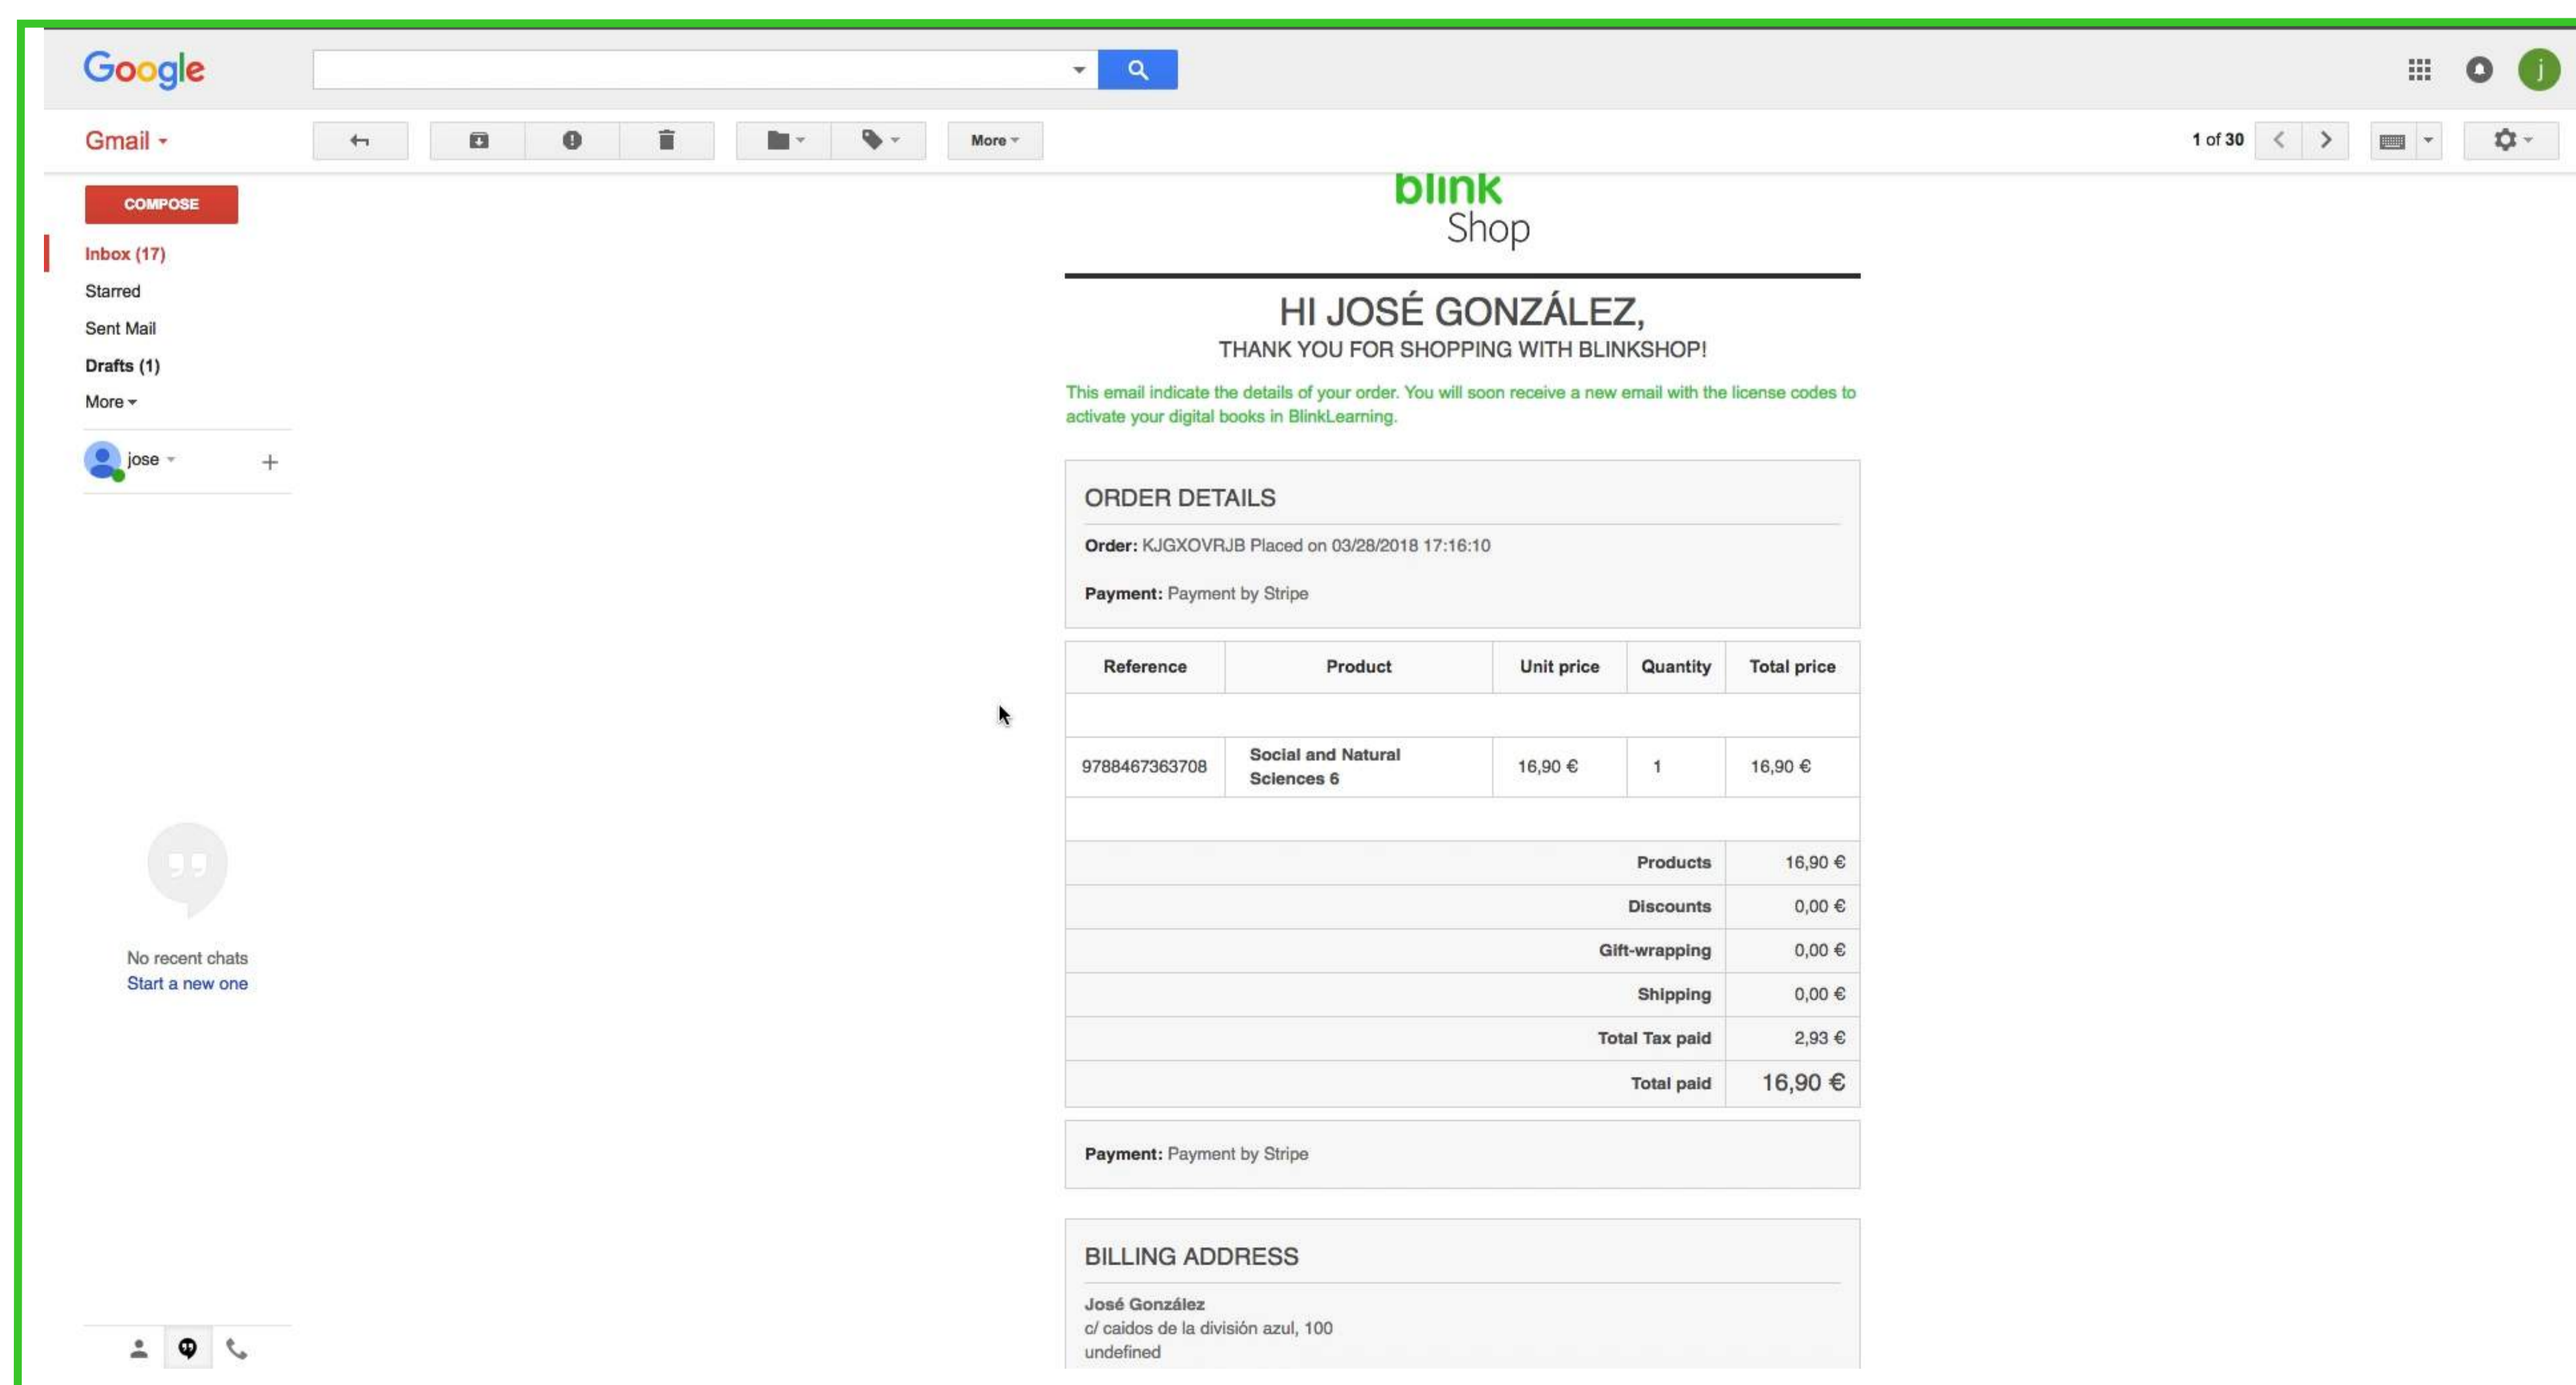 Google
j
Gmail
More
1 of 30
COMPOSE
Inbox (17)
Starred
Sent Mail
Drafts (1)
More
jose
+
No recent chats
Start a new one
blink
Shop
HI JOSÉ GONZÁLEZ,
THANK YOU FOR SHOPPING WITH BLINKSHOP!
This email indicate the details of your order. You will soon receive a new email with the license codes to
activate your digital books in BlinkLearning.
ORDER DETAILS
Order: KJGXOVRJB Placed on 03/28/2018 17:16:10
Payment: Payment by Stripe
Reference Product Unit price Quantity Total price
9788467363708 Social and Natural Sciences 6 16,90 € 1 16,90 €
Products 16,90 €
Discounts 0,00 €
Gift-wrapping 0,00 €
Shipping 0,00 €
Total Tax paid 2,93 €
Total paid 16,90 €
Payment: Payment by Stripe
BILLING ADDRESS
José González
c/ caidos de la división azul, 100
undefined